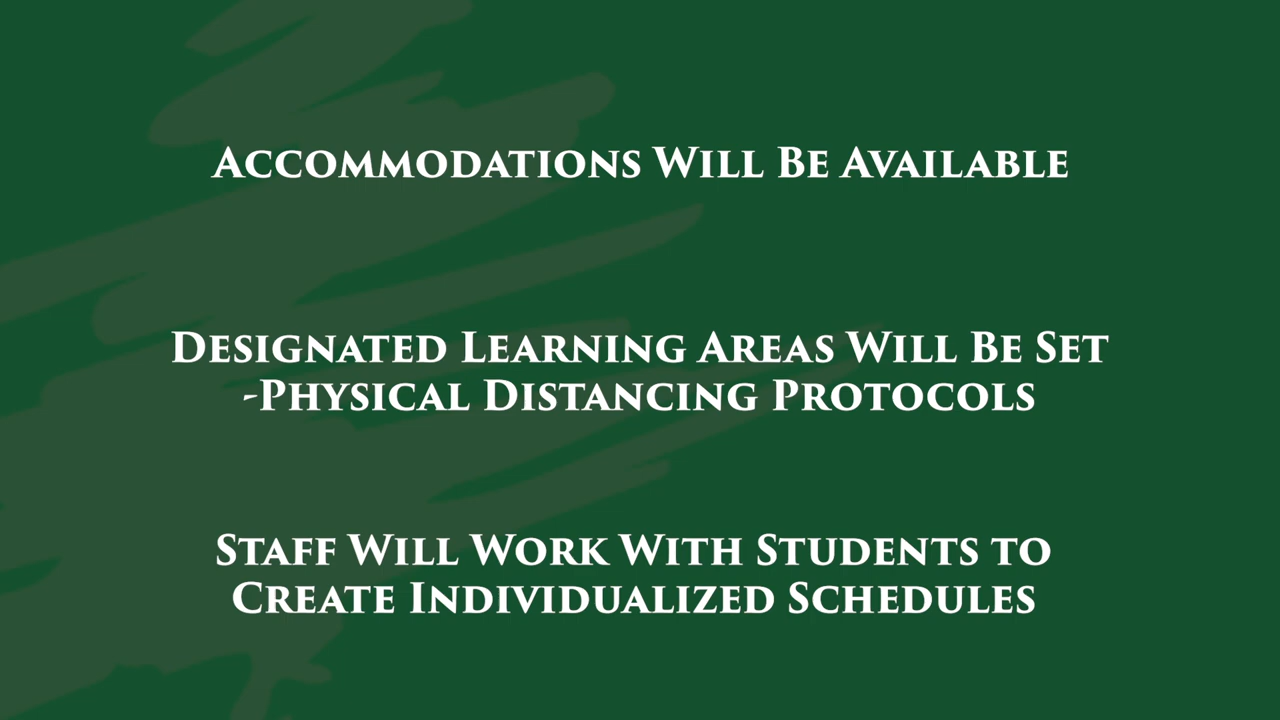 Accommodations Will Be Available
Designated Learning Areas Will Be Set
-Physical Distancing Protocols
Staff Will Work With Students to
Create Individualized Schedules